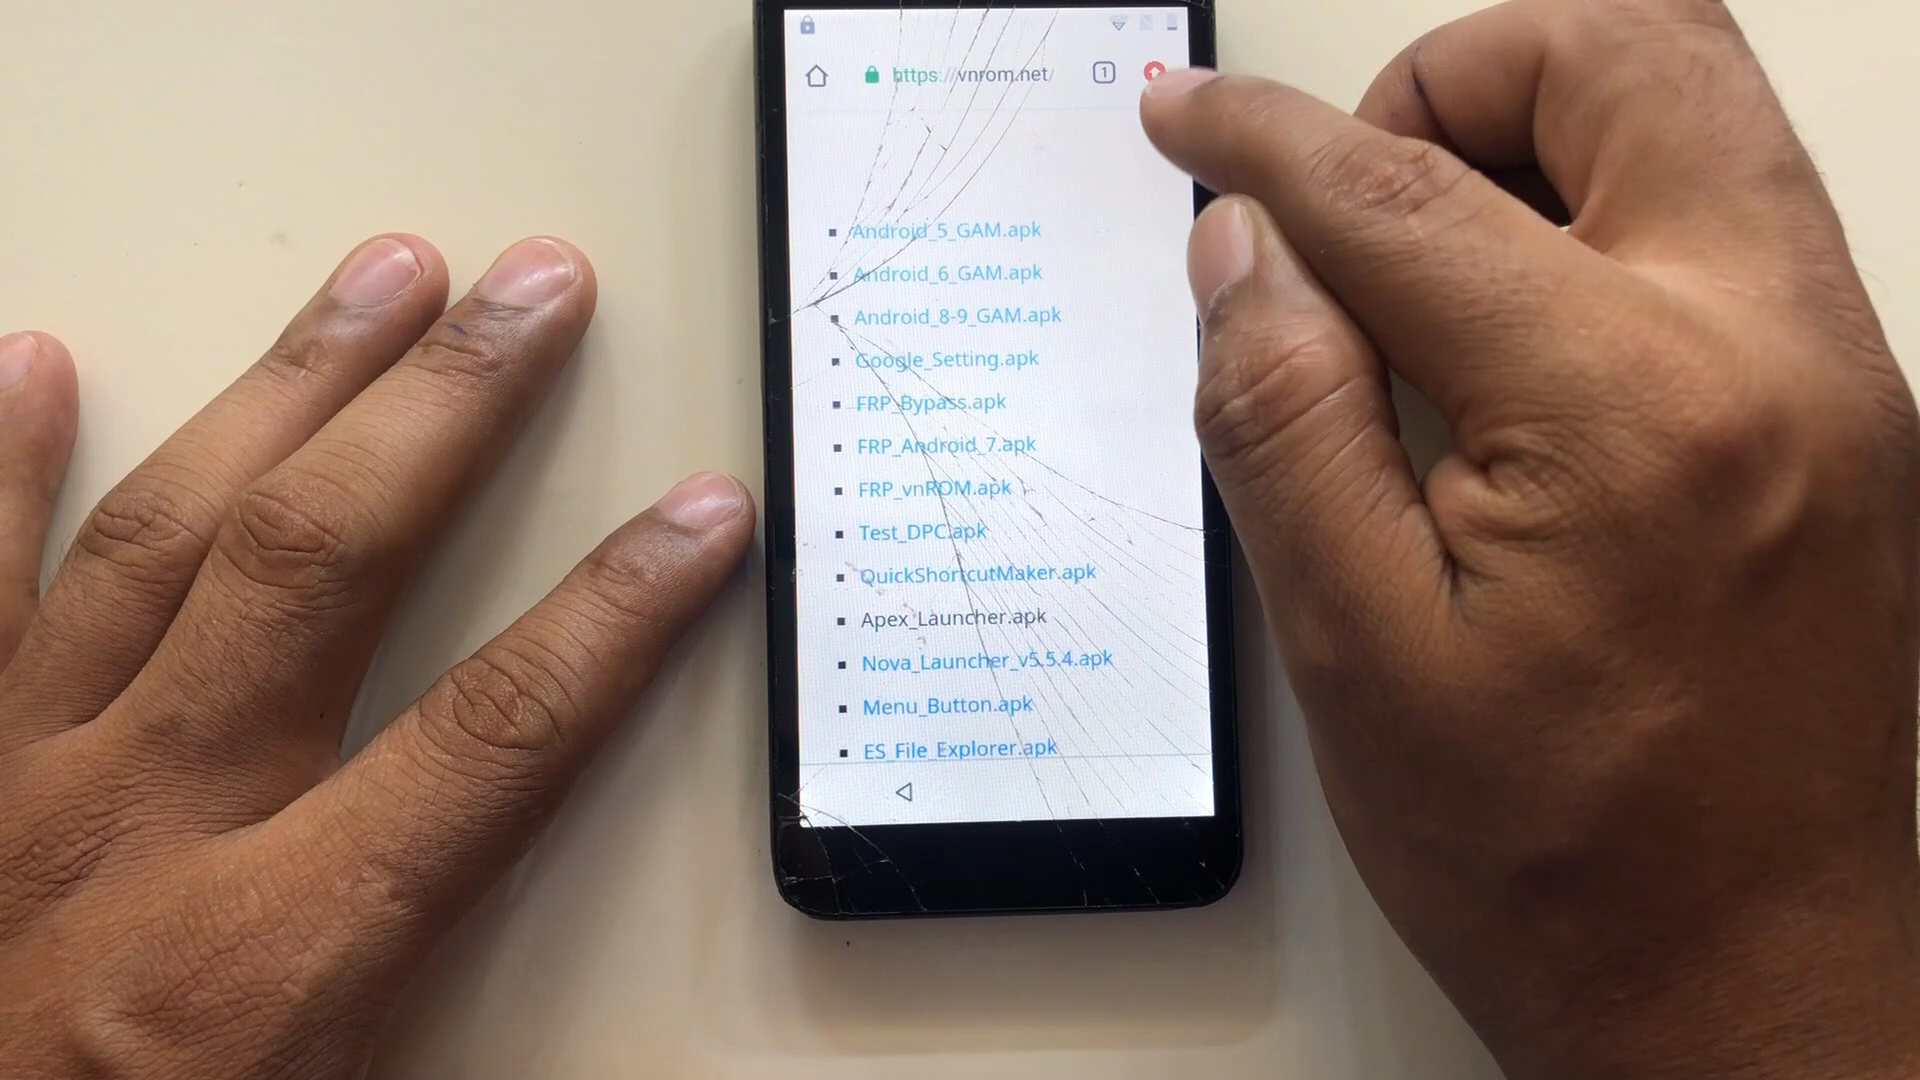 https://vnrom.net/
1
Android_5_GAM.apk
Android_6_GAM.apk
Android_8-9_GAM.apk
Google_Setting.apk
FRP_Bypass.apk
FRP_Android_7.apk
FRP_vnROM.apk
Test_DPC.apk
QuickShortcutMaker.apk
Apex_Launcher.apk
Nova_Launcher_v5.5.4.apk
Menu_Button.apk
ES_File_Explorer.apk